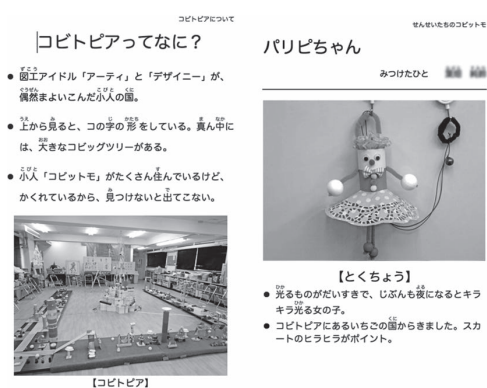 コビトピアについて
コビトピアってなに？
● 図工アイドル「アーティ」と「デザイニー」が、
偶然まよいこんだ小人の国。
● 上から見ると、コの字の形をしている。真ん中に
は、大きなコビッグツリーがある。
● 小人「コビットモ」がたくさん住んでいるけど、
かくれているから、見つけないと出てこない。
【コビトピア】
せんせいたちのコビットモ
パリピちゃん
みつけたひと
【とくちょう】
● 光るものがだいすきで、じぶんも夜になるとキラ
キラ光る女の子。
● コビトピアにあるいちごの国からきました。スカ
ートのヒラヒラがポイント。